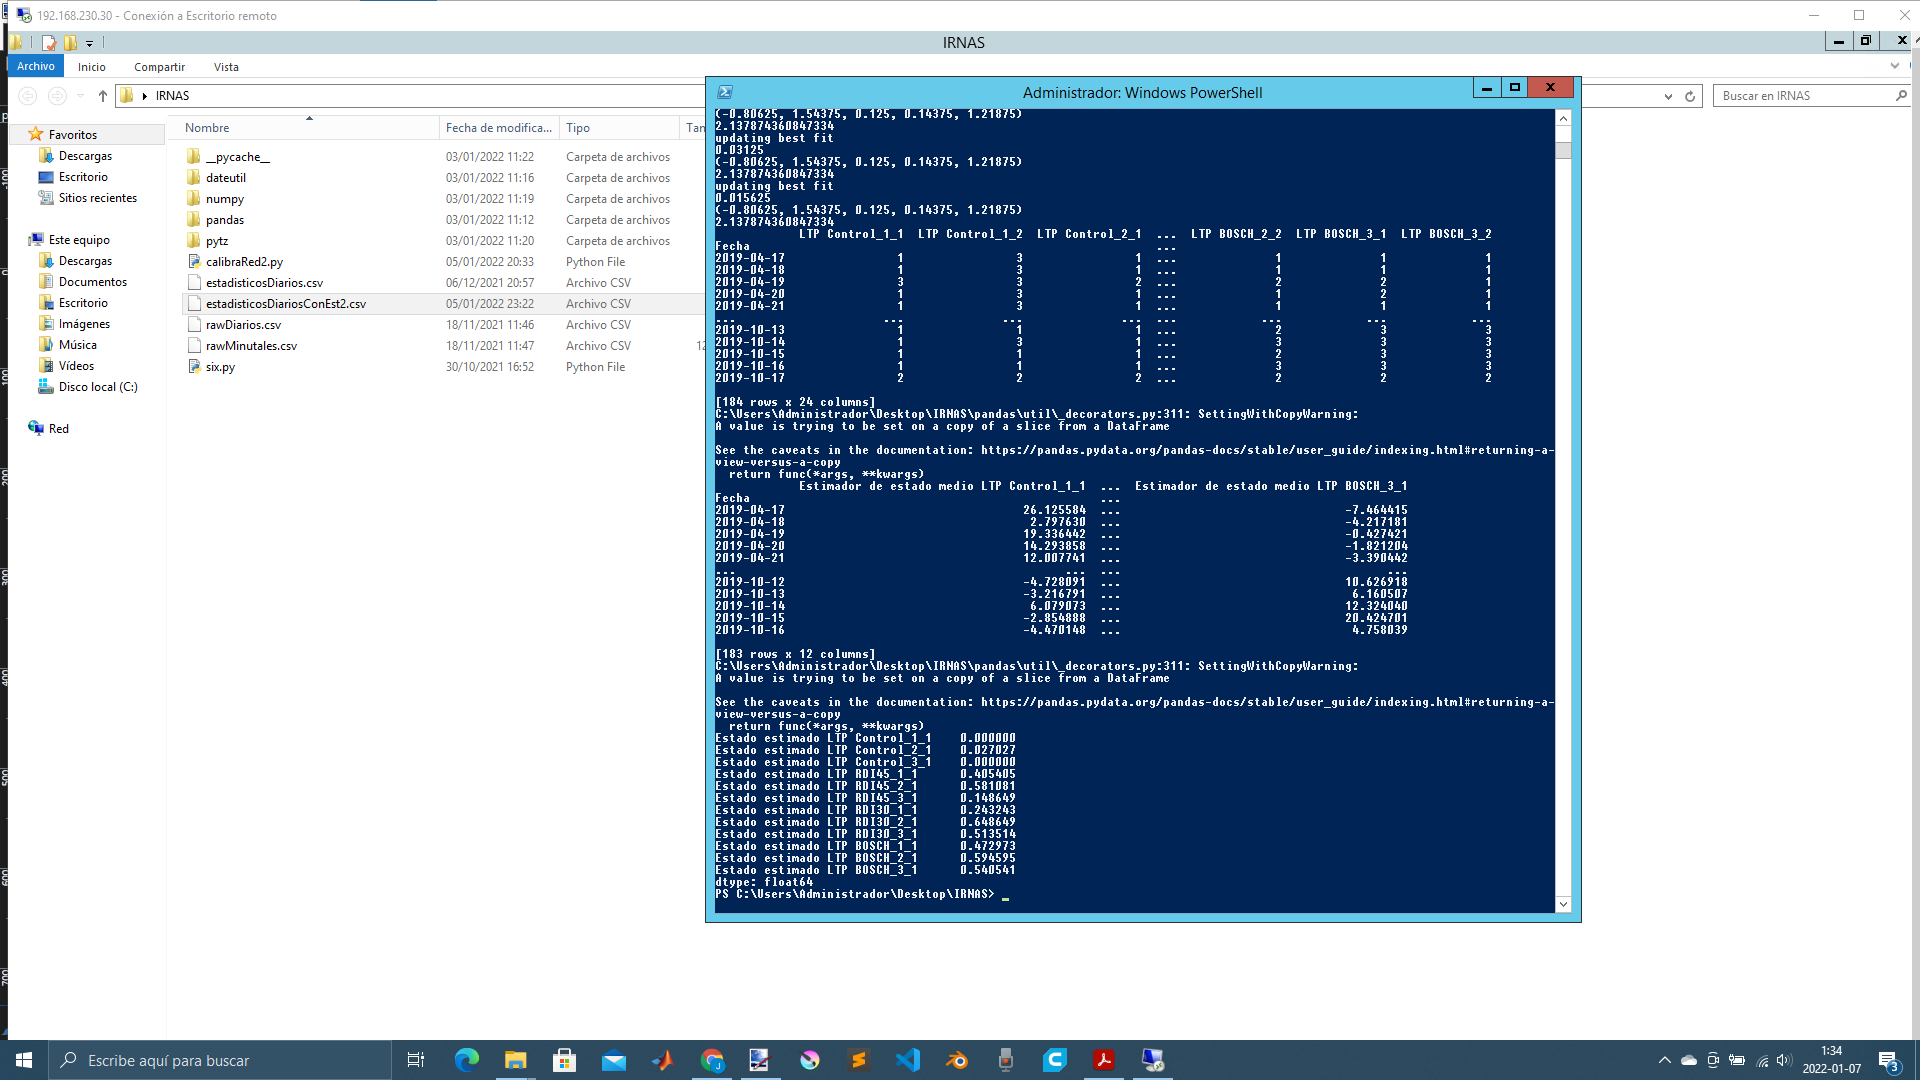 192.168.230.30 - Conexión a Escritorio remoto
IRNAS
Archivo Inicio Compartir Vista
IRNAS
Buscar en IRNAS
Favoritos
Descargas
Escritorio
Sitios recientes
Este equipo
Descargas
Documentos
Escritorio
Imágenes
Música
Vídeos
Disco local (C:)
Red
Nombre Fecha de modifica... Tipo
__pycache__ 03/01/2022 11:22 Carpeta de archivos
dateutil 03/01/2022 11:16 Carpeta de archivos
numpy 03/01/2022 11:19 Carpeta de archivos
pandas 03/01/2022 11:12 Carpeta de archivos
pytz 03/01/2022 11:20 Carpeta de archivos
calibraRed2.py 05/01/2022 20:33 Python File
estadisticosDiarios.csv 06/12/2021 20:57 Archivo CSV
estadisticosDiariosConEst2.csv 05/01/2022 23:22 Archivo CSV
rawDiarios.csv 18/11/2021 11:46 Archivo CSV
rawMinutales.csv 18/11/2021 11:47 Archivo CSV 12
six.py 30/10/2021 16:52 Python File
Administrador: Windows PowerShell
(-0.80625, 1.54375, 0.125, 0.14375, 1.21875)
2.137874360847334
updating best fit
0.03125
(-0.80625, 1.54375, 0.125, 0.14375, 1.21875)
2.137874360847334
updating best fit
0.015625
(-0.80625, 1.54375, 0.125, 0.14375, 1.21875)
2.137874360847334
LTP Control_1_1 LTP Control_1_2 LTP Control_2_1 ... LTP BOSCH_2_2 LTP BOSCH_3_1 LTP BOSCH_3_2
Fecha ...
2019-04-17 1 3 1 ... 1 1 1
2019-04-18 1 3 1 ... 1 1 1
2019-04-19 3 3 2 ... 2 2 1
2019-04-20 1 3 1 ... 1 2 1
2019-04-21 1 3 1 ... 1 1 1
... ... ... ... ... ... ... ...
2019-10-13 1 1 1 ... 2 3 3
2019-10-14 1 3 1 ... 3 3 3
2019-10-15 1 1 1 ... 2 3 3
2019-10-16 1 1 1 ... 3 3 3
2019-10-17 2 2 2 ... 2 2 2
[184 rows x 24 columns]
C:\Users\Administrador\Desktop\IRNAS\pandas\util\_decorators.py:311: SettingWithCopyWarning:
A value is trying to be set on a copy of a slice from a DataFrame
See the caveats in the documentation: https://pandas.pydata.org/pandas-docs/stable/user_guide/indexing.html#returning-a-
view-versus-a-copy
return func(*args, **kwargs)
Estimador de estado medio LTP Control_1_1 ... Estimador de estado medio LTP BOSCH_3_1
Fecha ...
2019-04-17 26.125584 ... -7.464415
2019-04-18 2.797630 ... -4.217181
2019-04-19 19.336442 ... -0.427421
2019-04-20 14.293858 ... -1.821204
2019-04-21 12.007741 ... -3.390442
... ... ... ...
2019-10-12 -4.728091 ... 10.626918
2019-10-13 -3.216791 ... 6.160507
2019-10-14 6.079073 ... 12.324040
2019-10-15 -2.854888 ... 20.424701
2019-10-16 -4.470148 ... 4.758039
[183 rows x 12 columns]
C:\Users\Administrador\Desktop\IRNAS\pandas\util\_decorators.py:311: SettingWithCopyWarning:
A value is trying to be set on a copy of a slice from a DataFrame
See the caveats in the documentation: https://pandas.pydata.org/pandas-docs/stable/user_guide/indexing.html#returning-a-
view-versus-a-copy
return func(*args, **kwargs)
Estado estimado LTP Control_1_1 0.000000
Estado estimado LTP Control_2_1 0.027027
Estado estimado LTP Control_3_1 0.000000
Estado estimado LTP RDI45_1_1 0.405405
Estado estimado LTP RDI45_2_1 0.581081
Estado estimado LTP RDI45_3_1 0.148649
Estado estimado LTP RDI30_1_1 0.243243
Estado estimado LTP RDI30_2_1 0.648649
Estado estimado LTP RDI30_3_1 0.513514
Estado estimado LTP BOSCH_1_1 0.472973
Estado estimado LTP BOSCH_2_1 0.594595
Estado estimado LTP BOSCH_3_1 0.540541
dtype: float64
PS C:\Users\Administrador\Desktop\IRNAS> _
Escribe aquí para buscar
1:34
2022-01-07
3